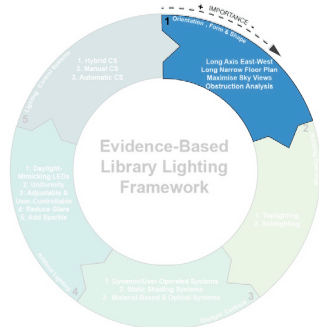 + IMPORTANCE -
1
Orientation , Form & Shape
Long Axis East-West
Long Narrow Floor Plan
Maximise Sky Views
Obstruction Analysis
2
1. Toplighting
2. Sidelighting
3
1. Dynamic/User-Operated Systems
2. Static Shading Systems
3. Material-Based & Optical Systems
4
1. Daylight-
Mimicking LEDs
2. Uniformity
3. Adjustable &
User-Controllable
4. Reduce Glare
5. Add Sparkle
5
1. Hybrid CS
2. Manual CS
3. Automatic CS
Evidence-Based
Library Lighting
Framework